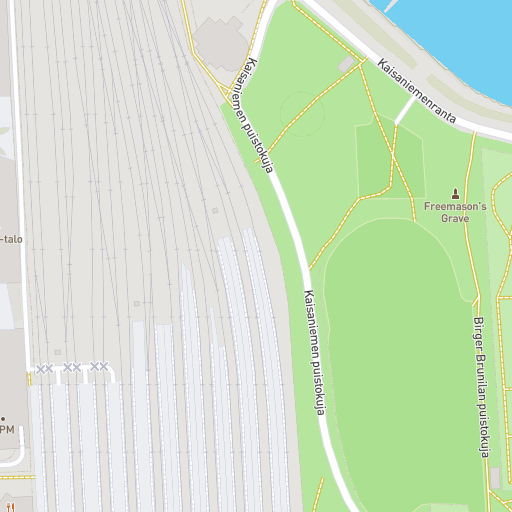 Kaisaniemenranta
Kaisaniemen puistokuja
Freemason's
Grave
-talo
Kaisaniemen puistokuja
Birger Brunilan puistokuja
PM